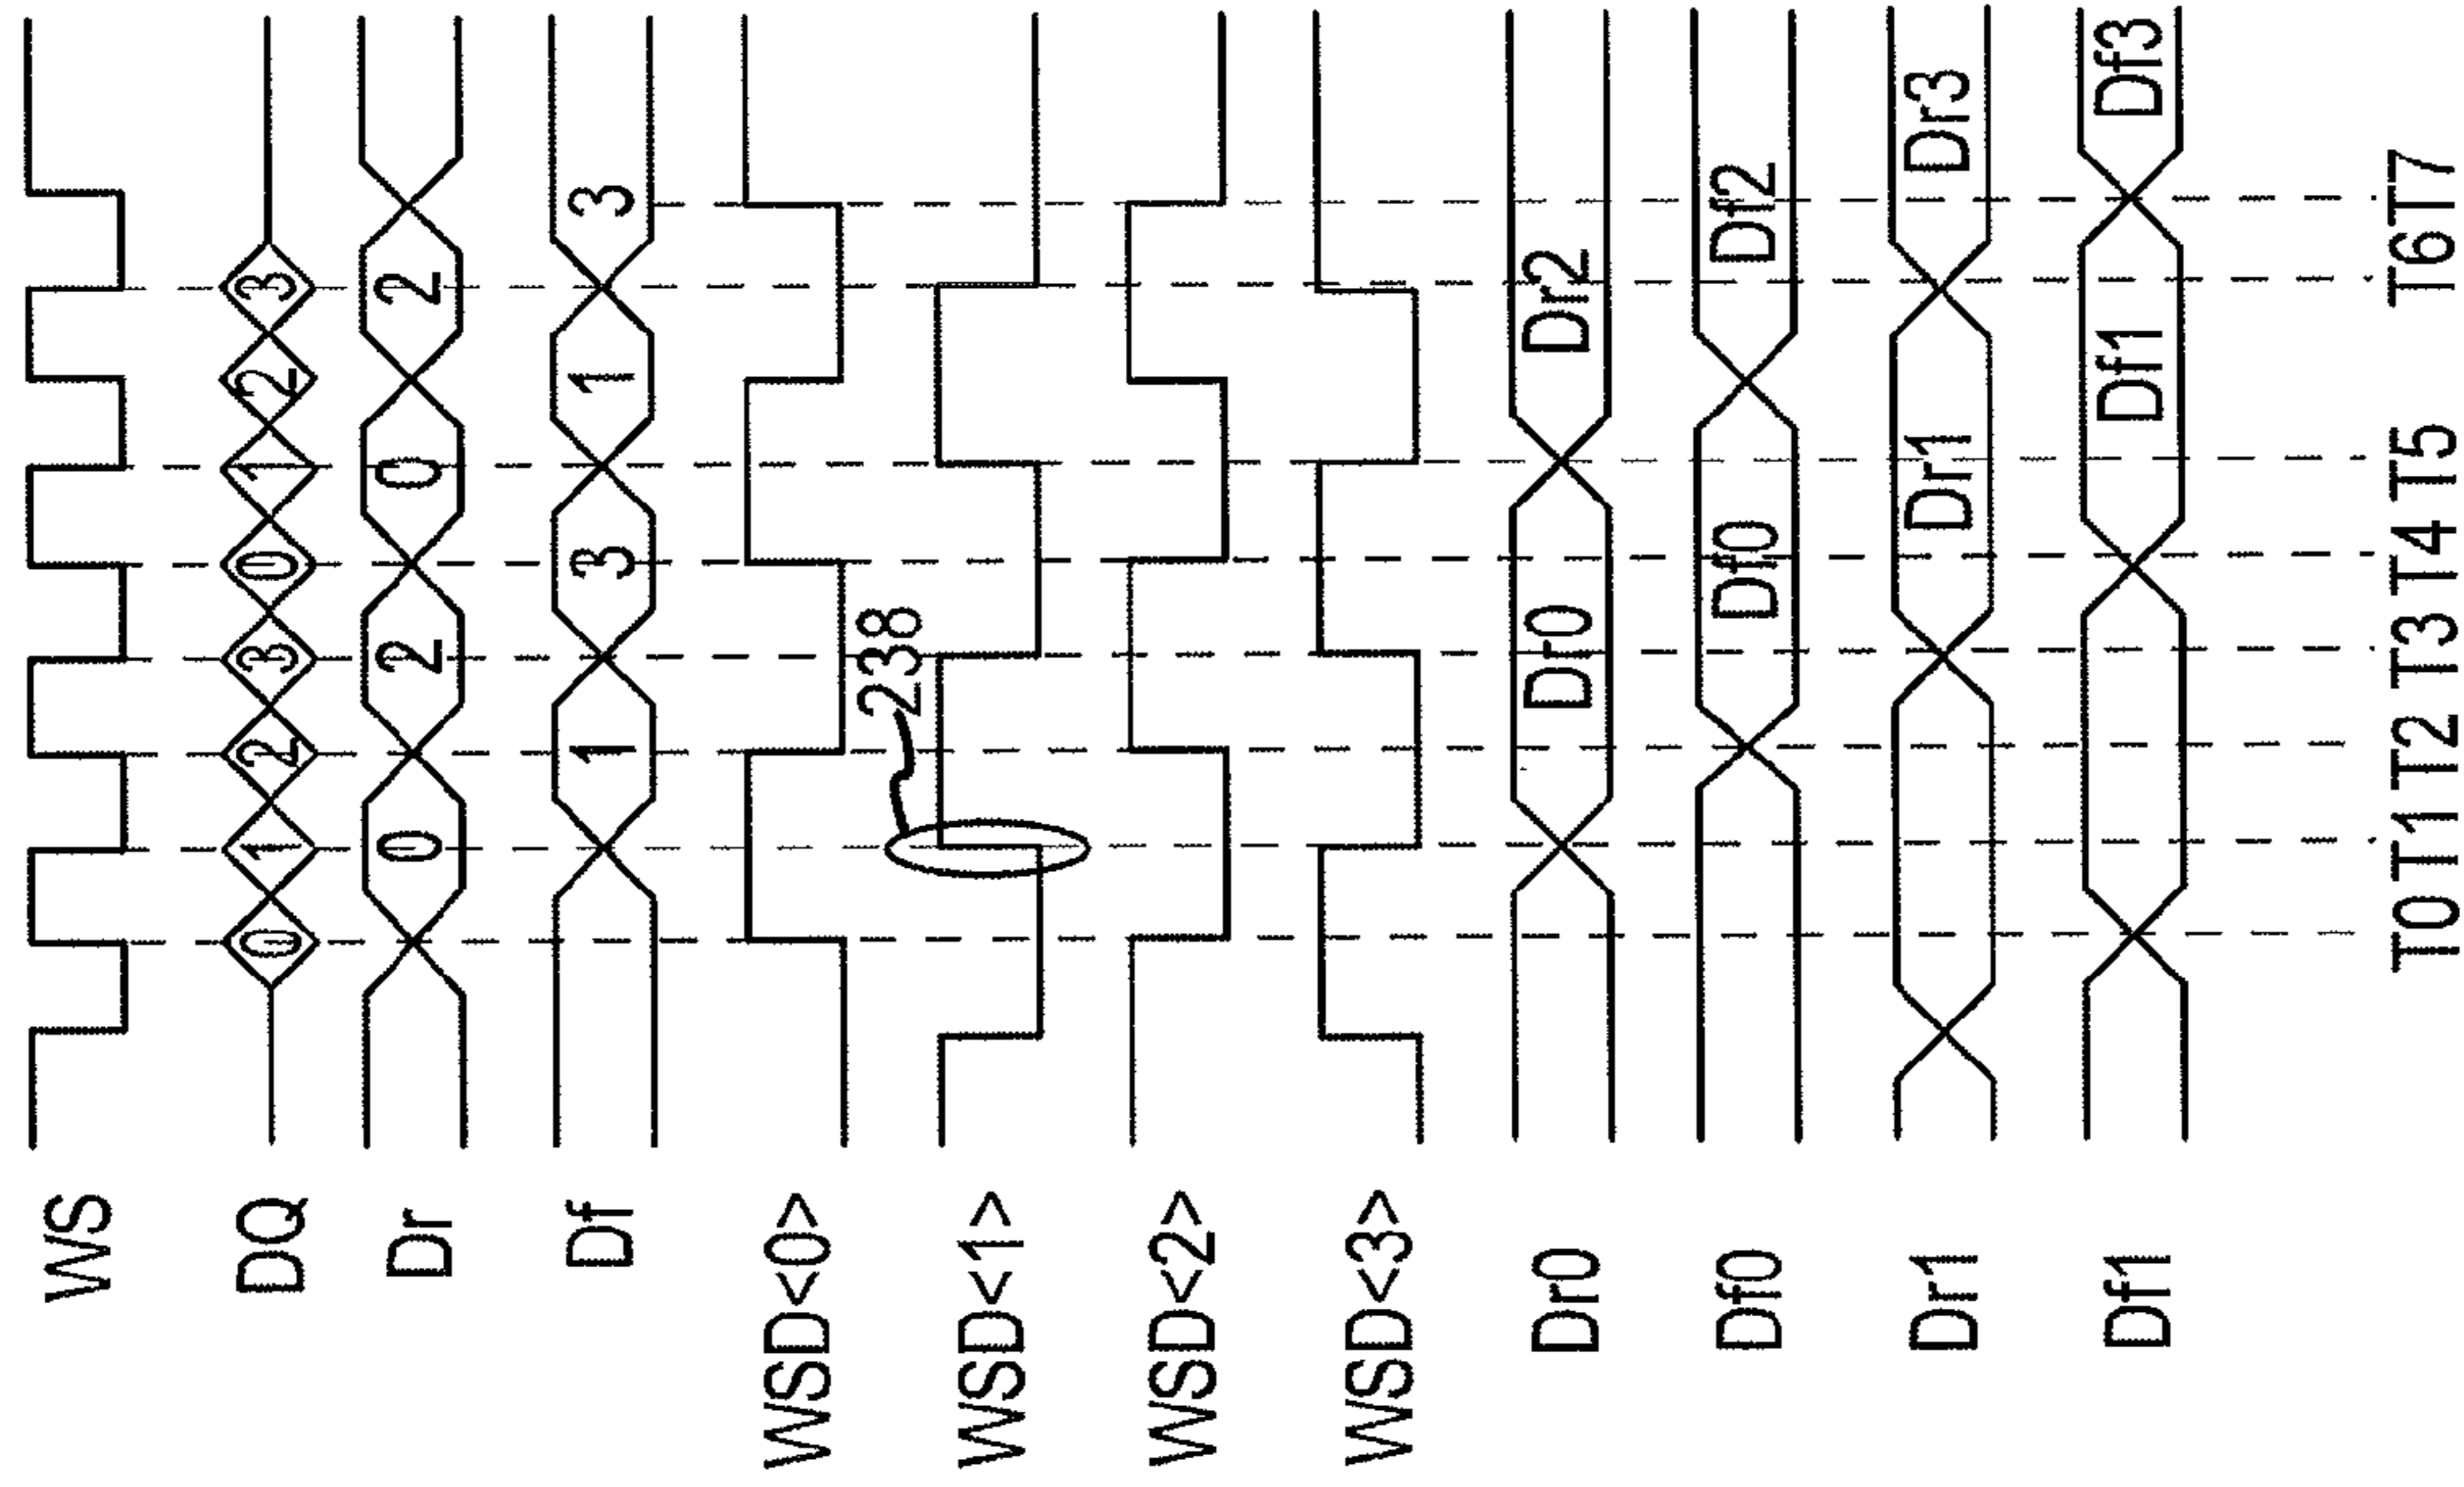 WS
DQ 0 1 2 3 0 1 2 3
Dr 0 2 0 2
Df 1 3 1 3
WSD<0>
238
WSD<1>
WSD<2>
WSD<3>
Dr0 Dr0 Dr2
Df0 Df0 Df2
Dr1 Dr1 Dr3
Df1 Df1 Df3
T0 T1 T2 T3 T4 T5 T6 T7